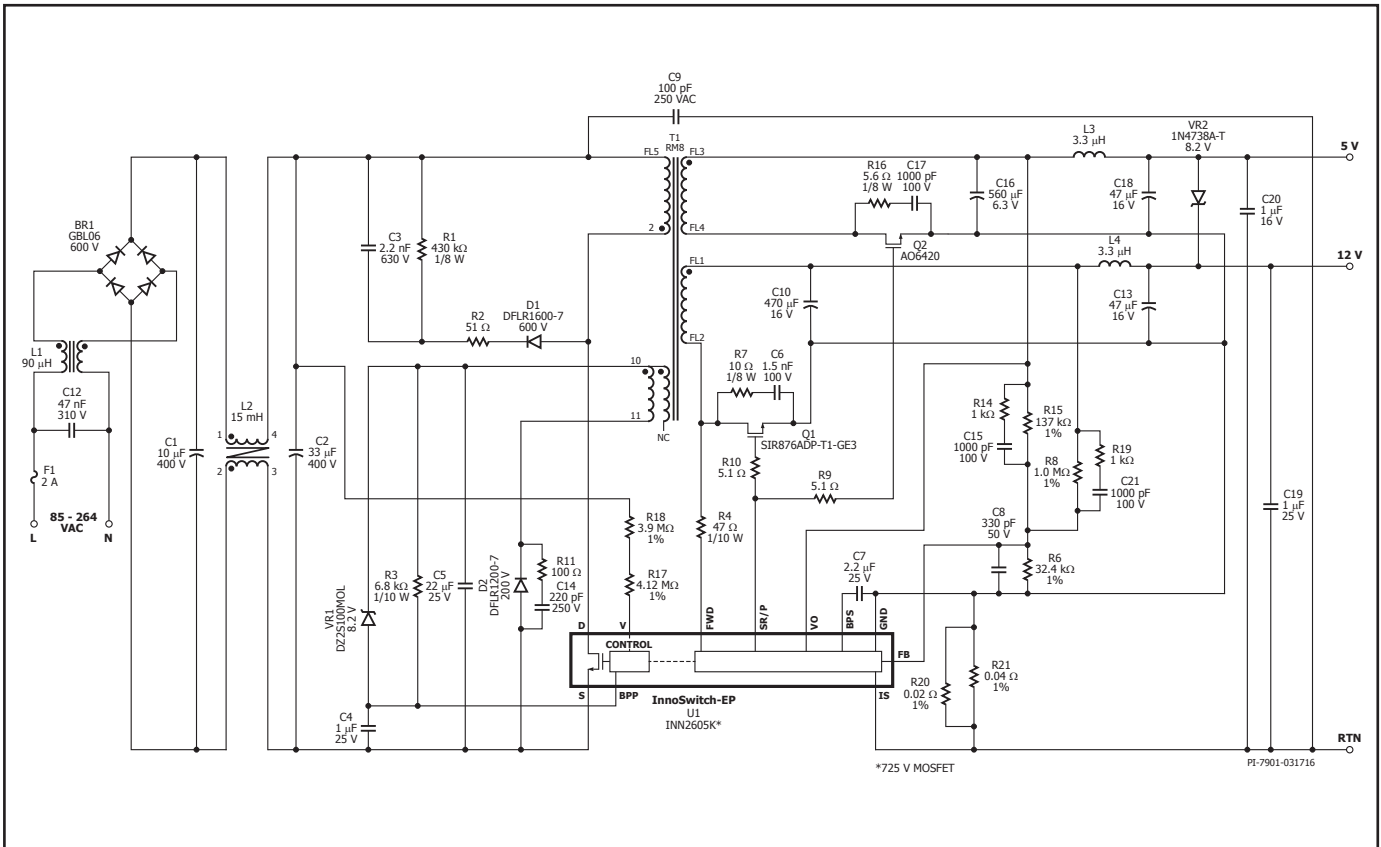 C9
100 pF
250 VAC
T1
RM8
FL5
FL3
2
FL4
FL1
FL2
10
11
NC
R16
5.6 Ω
1/8 W
C17
1000 pF
100 V
Q2
AO6420
C16
560 µF
6.3 V
L3
3.3 µH
C18
47 µF
16 V
VR2
1N4738A-T
8.2 V
C20
1 µF
16 V
5 V
L4
3.3 µH
12 V
C13
47 µF
16 V
BR1
GBL06
600 V
L1
90 µH
C12
47 nF
310 V
F1
2 A
85 - 264
VAC
L
N
C1
10 µF
400 V
L2
15 mH
1
4
2
3
C2
33 µF
400 V
C3
2.2 nF
630 V
R1
430 kΩ
1/8 W
R2
51 Ω
D1
DFLR1600-7
600 V
C10
470 µF
16 V
R7
10 Ω
1/8 W
C6
1.5 nF
100 V
Q1
SIR876ADP-T1-GE3
R10
5.1 Ω
R9
5.1 Ω
R4
47 Ω
1/10 W
R14
1 kΩ
C15
1000 pF
100 V
R15
137 kΩ
1%
R8
1.0 MΩ
1%
R19
1 kΩ
C21
1000 pF
100 V
C19
1 µF
25 V
C8
330 pF
50 V
R6
32.4 kΩ
1%
C7
2.2 µF
25 V
R18
3.9 MΩ
1%
R17
4.12 MΩ
1%
R3
6.8 kΩ
1/10 W
C5
22 µF
25 V
VR1
DZ2S100MOL
8.2 V
D2
DFLR1200-7
200 V
R11
100 Ω
C14
220 pF
250 V
C4
1 µF
25 V
D
V
FWD
SR/P
VO
BPS
GND
CONTROL
FB
S
BPP
IS
InnoSwitch-EP
U1
INN2605K*
R20
0.02 Ω
1%
R21
0.04 Ω
1%
RTN
*725 V MOSFET
PI-7901-031716